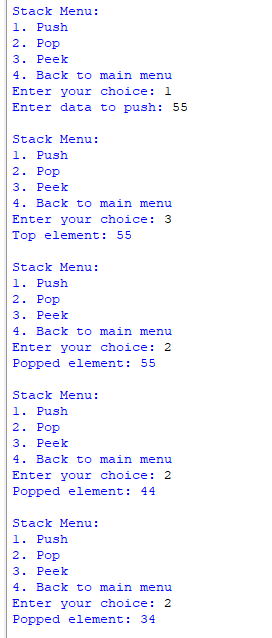 Stack Menu:
1. Push
2. Pop
3. Peek
4. Back to main menu
Enter your choice: 1
Enter data to push: 55
Stack Menu:
1. Push
2. Pop
3. Peek
4. Back to main menu
Enter your choice: 3
Top element: 55
Stack Menu:
1. Push
2. Pop
3. Peek
4. Back to main menu
Enter your choice: 2
Popped element: 55
Stack Menu:
1. Push
2. Pop
3. Peek
4. Back to main menu
Enter your choice: 2
Popped element: 44
Stack Menu:
1. Push
2. Pop
3. Peek
4. Back to main menu
Enter your choice: 2
Popped element: 34